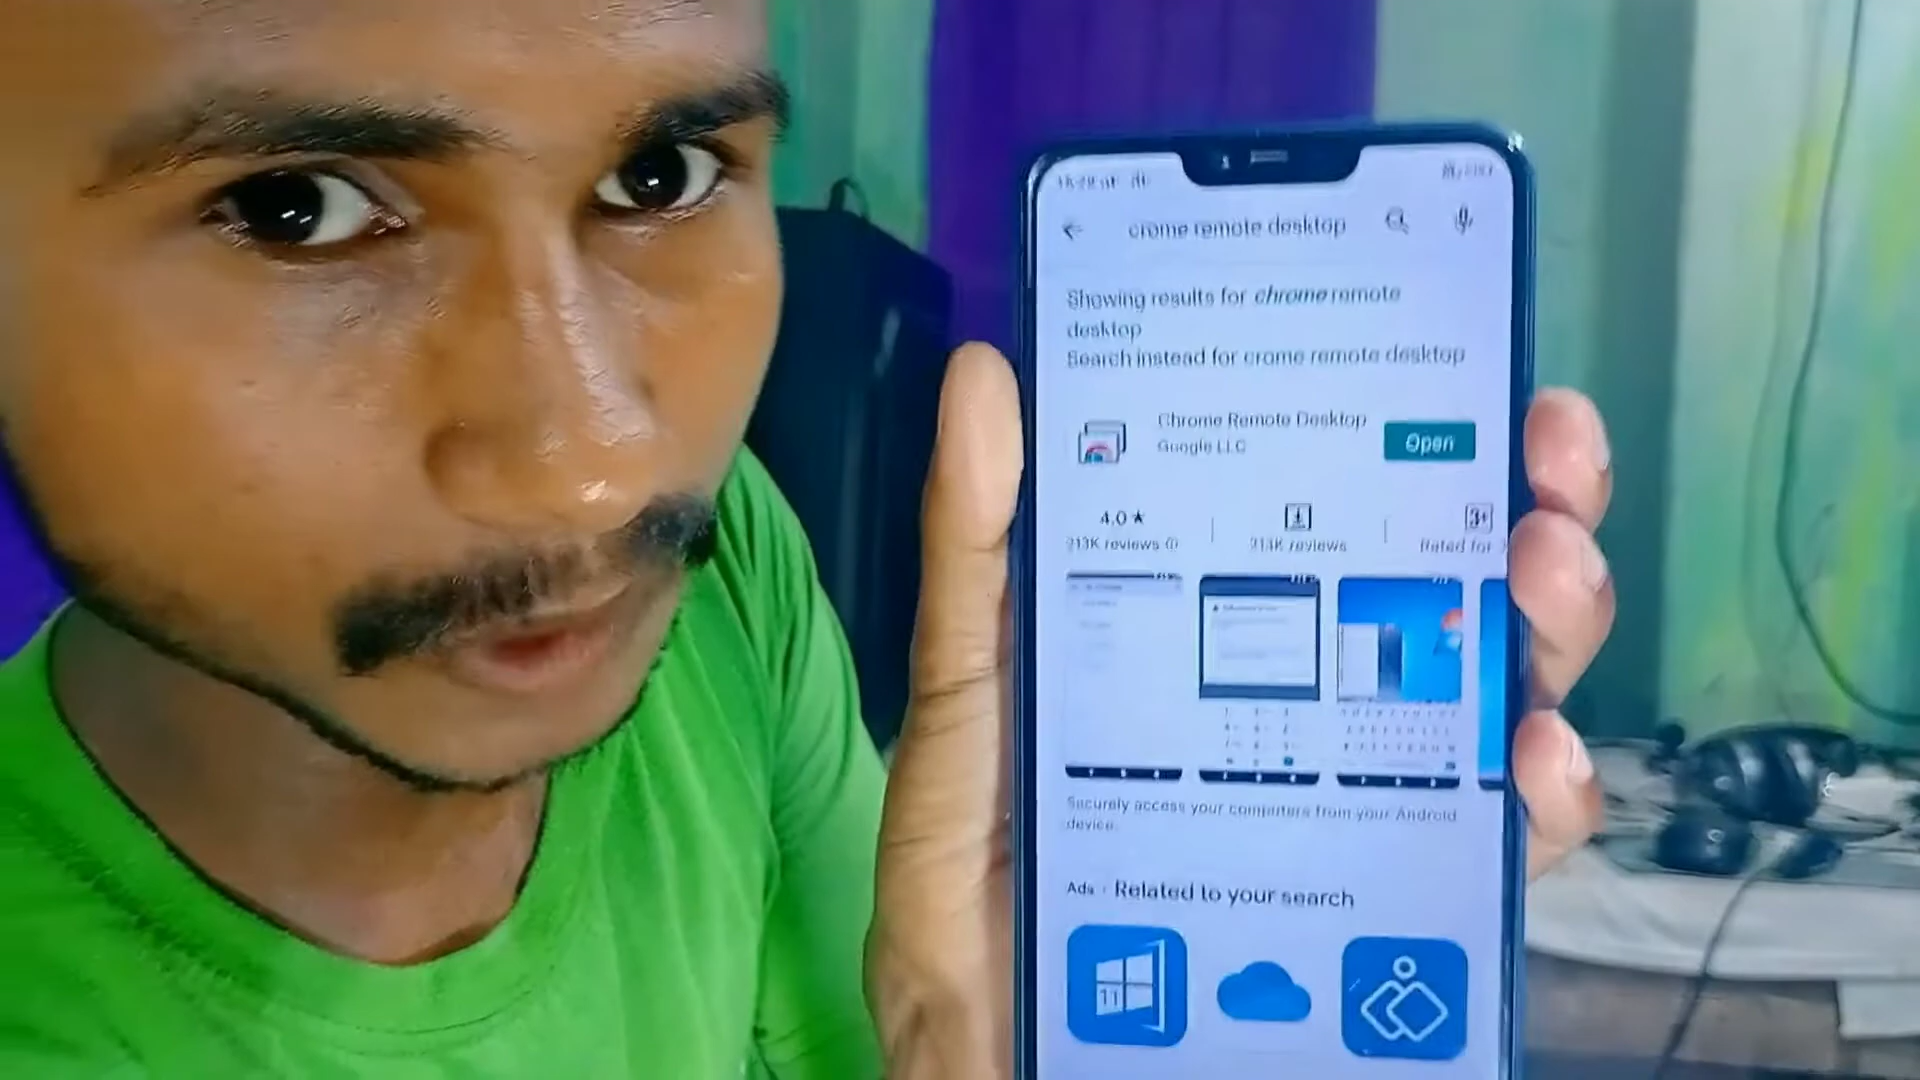 crome remote desktop
Showing results for chrome remote
desktop
Search instead for crome remote desktop
Chrome Remote Desktop
Google LLC
Open
4.0 ★
213K reviews
213K reviews
3+
Rated for
Securely access your computers from your Android
device.
Ads · Related to your search
11